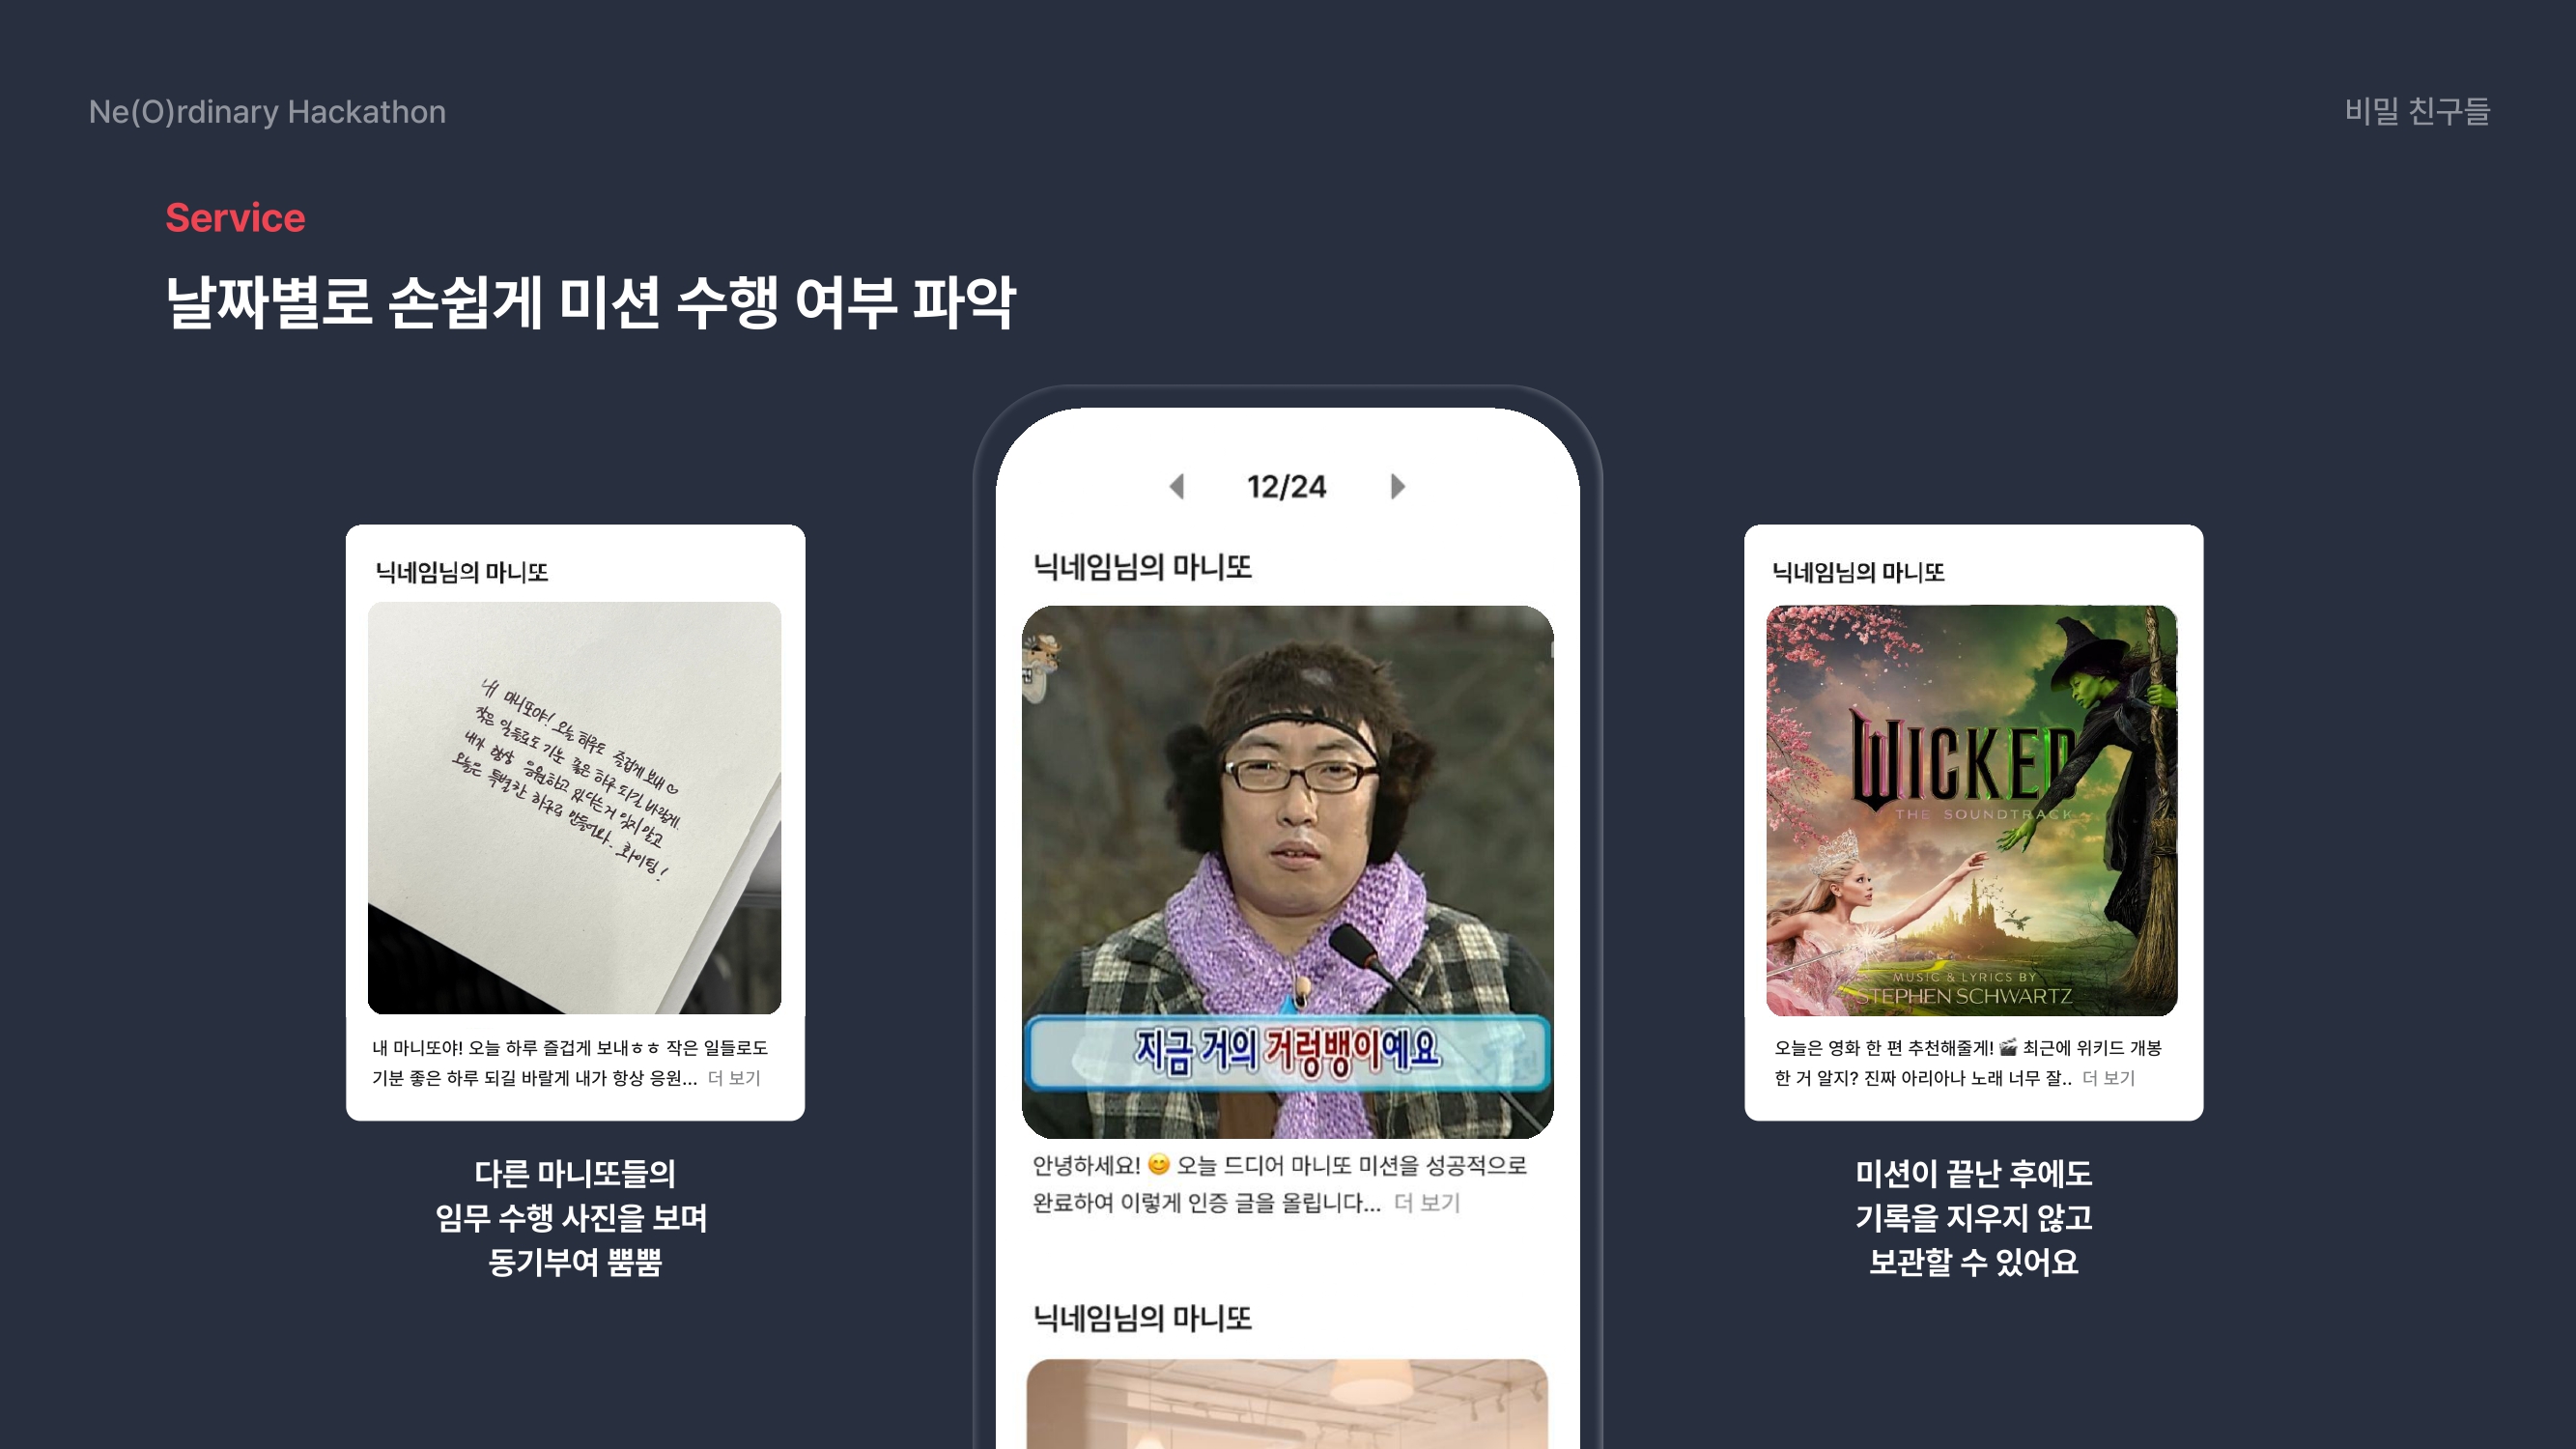 Ne(O)rdinary Hackathon
비밀 친구들
Service
날짜별로 손쉽게 미션 수행 여부 파악
닉네임님의 마니또
내 마니또야! 오늘 하루도 즐겁게 보내
작은 일들로도 기분 좋은 하루 되길 바랄게.
내가 항상 응원하고 있다는거 잊지말고
오늘은 특별한 하루로 만들어봐.. 화이팅!
내 마니또야! 오늘 하루 즐겁게 보내ㅎㅎ 작은 일들로도
기분 좋은 하루 되길 바랄게 내가 항상 응원... 더 보기
다른 마니또들의
임무 수행 사진을 보며
동기부여 뿜뿜
12/24
닉네임님의 마니또
지금 거의 거렁뱅이예요
안녕하세요! 😊 오늘 드디어 마니또 미션을 성공적으로
완료하여 이렇게 인증 글을 올립니다... 더 보기
닉네임님의 마니또
닉네임님의 마니또
WICKED
THE SOUNDTRACK
MUSIC & LYRICS BY
STEPHEN SCHWARTZ
오늘은 영화 한 편 추천해줄게! 🎬 최근에 위키드 개봉
한 거 알지? 진짜 아리아나 노래 너무 잘.. 더 보기
미션이 끝난 후에도
기록을 지우지 않고
보관할 수 있어요